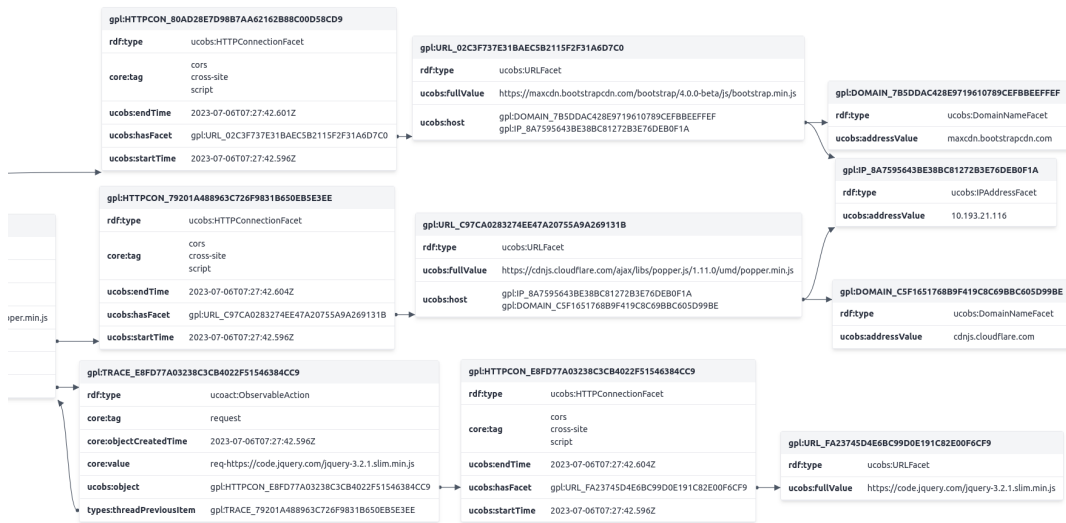 gpl:HTTPCON_80AD28E7D98B7AA62162B88C00D58CD9
rdf:type ucobs:HTTPConnectionFacet
core:tag cors
cross-site
script
ucobs:endTime 2023-07-06T07:27:42.601Z
ucobs:hasFacet gpl:URL_02C3F737E31BAEC5B2115F2F31A6D7C0
ucobs:startTime 2023-07-06T07:27:42.596Z
gpl:URL_02C3F737E31BAEC5B2115F2F31A6D7C0
rdf:type ucobs:URLFacet
ucobs:fullValue https://maxcdn.bootstrapcdn.com/bootstrap/4.0.0-beta/js/bootstrap.min.js
ucobs:host gpl:DOMAIN_7B5DDAC428E9719610789CEFBBEEFFEF
gpl:IP_8A7595643BE38BC81272B3E76DEB0F1A
gpl:DOMAIN_7B5DDAC428E9719610789CEFBBEEFFEF
rdf:type ucobs:DomainNameFacet
ucobs:addressValue maxcdn.bootstrapcdn.com
gpl:IP_8A7595643BE38BC81272B3E76DEB0F1A
rdf:type ucobs:IPAddressFacet
ucobs:addressValue 10.193.21.116
gpl:HTTPCON_79201A488963C726F9831B650EB5E3EE
rdf:type ucobs:HTTPConnectionFacet
core:tag cors
cross-site
script
ucobs:endTime 2023-07-06T07:27:42.604Z
ucobs:hasFacet gpl:URL_C97CA0283274EE47A20755A9A269131B
ucobs:startTime 2023-07-06T07:27:42.596Z
gpl:URL_C97CA0283274EE47A20755A9A269131B
rdf:type ucobs:URLFacet
ucobs:fullValue https://cdnjs.cloudflare.com/ajax/libs/popper.js/1.11.0/umd/popper.min.js
ucobs:host gpl:IP_8A7595643BE38BC81272B3E76DEB0F1A
gpl:DOMAIN_C5F1651768B9F419C8C69BBC605D99BE
gpl:DOMAIN_C5F1651768B9F419C8C69BBC605D99BE
rdf:type ucobs:DomainNameFacet
ucobs:addressValue cdnjs.cloudflare.com
pper.min.js
gpl:TRACE_E8FD77A03238C3CB4022F51546384CC9
rdf:type ucoact:ObservableAction
core:tag request
core:objectCreatedTime 2023-07-06T07:27:42.596Z
core:value req-https://code.jquery.com/jquery-3.2.1.slim.min.js
ucobs:object gpl:HTTPCON_E8FD77A03238C3CB4022F51546384CC9
types:threadPreviousItem gpl:TRACE_79201A488963C726F9831B650EB5E3EE
gpl:HTTPCON_E8FD77A03238C3CB4022F51546384CC9
rdf:type ucobs:HTTPConnectionFacet
core:tag cors
cross-site
script
ucobs:endTime 2023-07-06T07:27:42.604Z
ucobs:hasFacet gpl:URL_FA23745D4E6BC99D0E191C82E00F6CF9
ucobs:startTime 2023-07-06T07:27:42.596Z
gpl:URL_FA23745D4E6BC99D0E191C82E00F6CF9
rdf:type ucobs:URLFacet
ucobs:fullValue https://code.jquery.com/jquery-3.2.1.slim.min.js